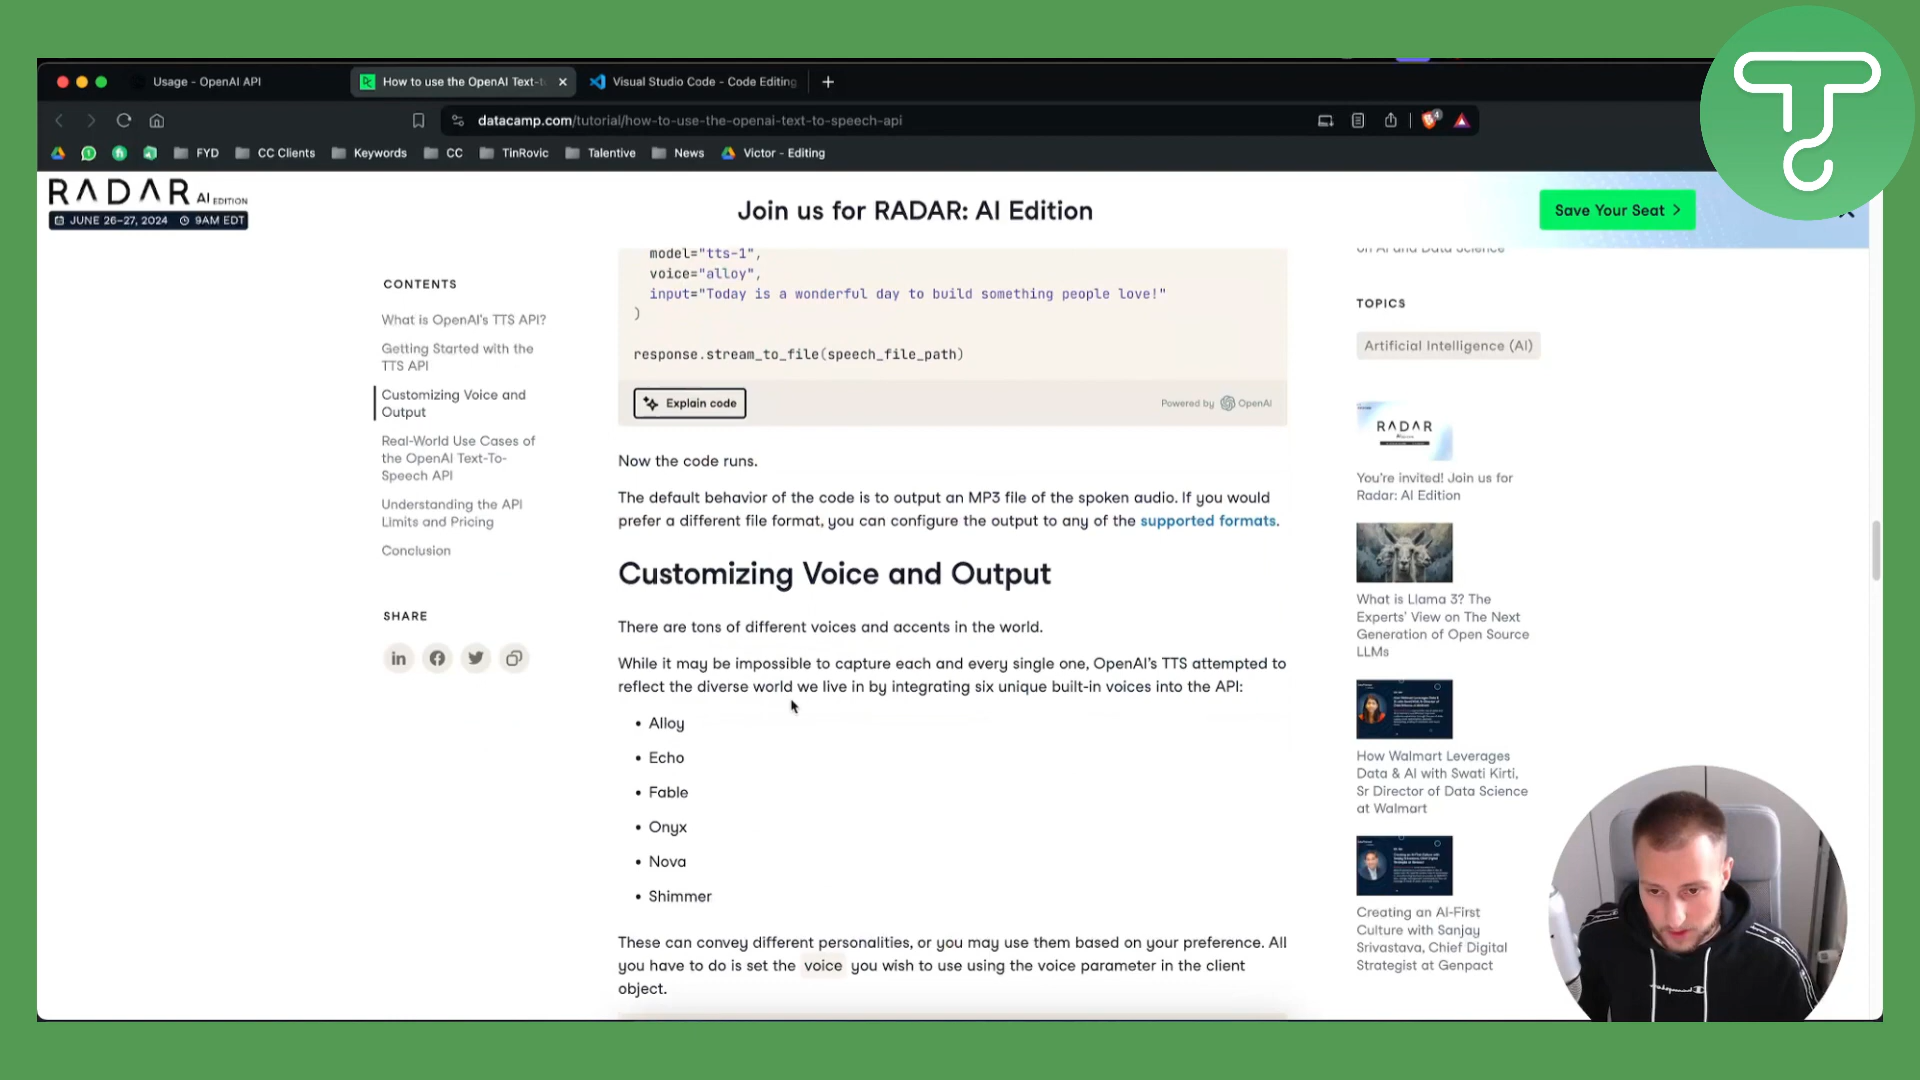 Usage - OpenAI API
How to use the OpenAI Text-t
Visual Studio Code - Code Editing
datacamp.com/tutorial/how-to-use-the-openai-text-to-speech-api
FYD
CC Clients
Keywords
CC
TinRovic
Talentive
News
Victor - Editing
RADAR AI EDITION
JUNE 26-27, 2024 9AM EDT
Join us for RADAR: AI Edition
Save Your Seat >
CONTENTS
What is OpenAI's TTS API?
Getting Started with the
TTS API
Customizing Voice and
Output
Real-World Use Cases of
the OpenAI Text-To-
Speech API
Understanding the API
Limits and Pricing
Conclusion
SHARE
model="tts-1",
voice="alloy",
input="Today is a wonderful day to build something people love!"
)
response.stream_to_file(speech_file_path)
Explain code
Powered by OpenAI
Now the code runs.
The default behavior of the code is to output an MP3 file of the spoken audio. If you would
prefer a different file format, you can configure the output to any of the supported formats.
Customizing Voice and Output
There are tons of different voices and accents in the world.
While it may be impossible to capture each and every single one, OpenAI's TTS attempted to
reflect the diverse world we live in by integrating six unique built-in voices into the API:
• Alloy
• Echo
• Fable
• Onyx
• Nova
• Shimmer
These can convey different personalities, or you may use them based on your preference. All
you have to do is set the voice you wish to use using the voice parameter in the client
object.
on AI and Data Science
TOPICS
Artificial Intelligence (AI)
RADAR
You're invited! Join us for
Radar: AI Edition
What is Llama 3? The
Experts' View on The Next
Generation of Open Source
LLMs
How Walmart Leverages
Data & AI with Swati Kirti,
Sr Director of Data Science
at Walmart
Creating an AI-First
Culture with Sanjay
Srivastava, Chief Digital
Strategist at Genpact